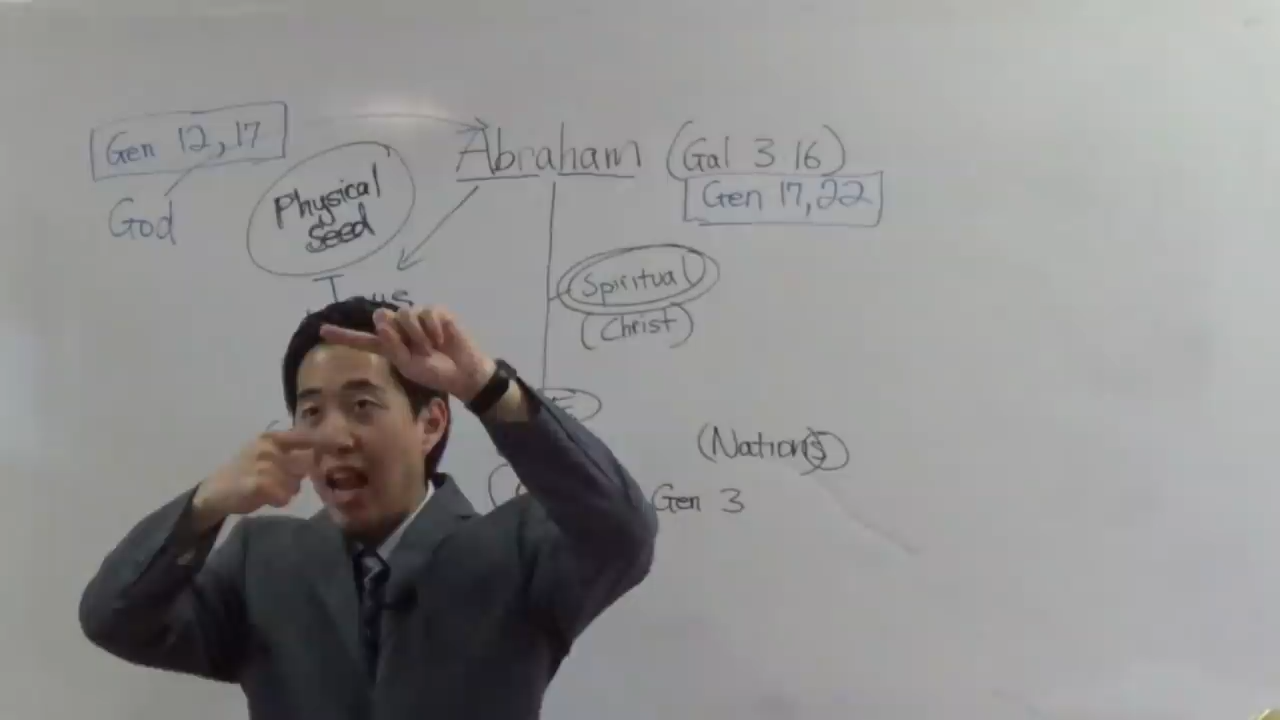 Gen 12, 17
God
Physical
Seed
Abraham (Gal 3 16)
Gen 17, 22
Spiritual
(Christ)
(Nations)
Gen 3